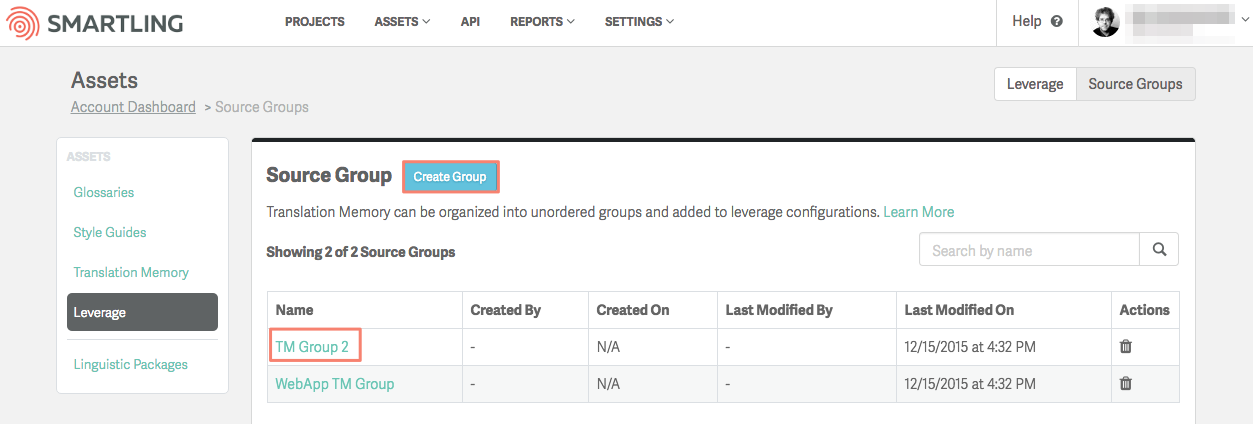 SMARTLING PROJECTS ASSETS API REPORTS SETTINGS Help ?
Assets
Account Dashboard > Source Groups
Leverage Source Groups
ASSETS
Glossaries
Style Guides
Translation Memory
Leverage
Linguistic Packages
Source Group Create Group
Translation Memory can be organized into unordered groups and added to leverage configurations. Learn More
Showing 2 of 2 Source Groups
Search by name
Name Created By Created On Last Modified By Last Modified On Actions
TM Group 2 - N/A - 12/15/2015 at 4:32 PM
WebApp TM Group - N/A - 12/15/2015 at 4:32 PM